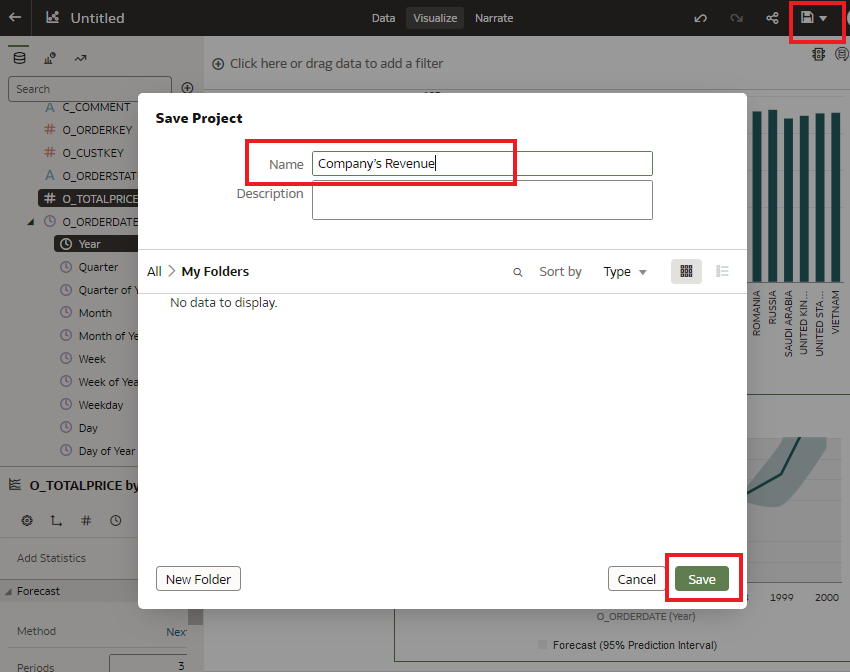 Untitled
Data Visualize Narrate
Search
Click here or drag data to add a filter
C_COMMENT
O_ORDERKEY
O_CUSTKEY
O_ORDERSTAT
O_TOTALPRICE
O_ORDERDATE
Year
Quarter
Quarter of Y
Month
Month of Ye
Week
Week of Yea
Weekday
Day
Day of Year
O_TOTALPRICE by
Add Statistics
Forecast
Method Nex
Periods 3
Save Project
Name Company's Revenue
Description
All > My Folders
Sort by Type
No data to display.
New Folder Cancel Save
ROMANIA
RUSSIA
SAUDI ARABIA
UNITED KIN...
UNITED STA...
VIETNAM
1999 2000
O_ORDERDATE (Year)
Forecast (95% Prediction Interval)